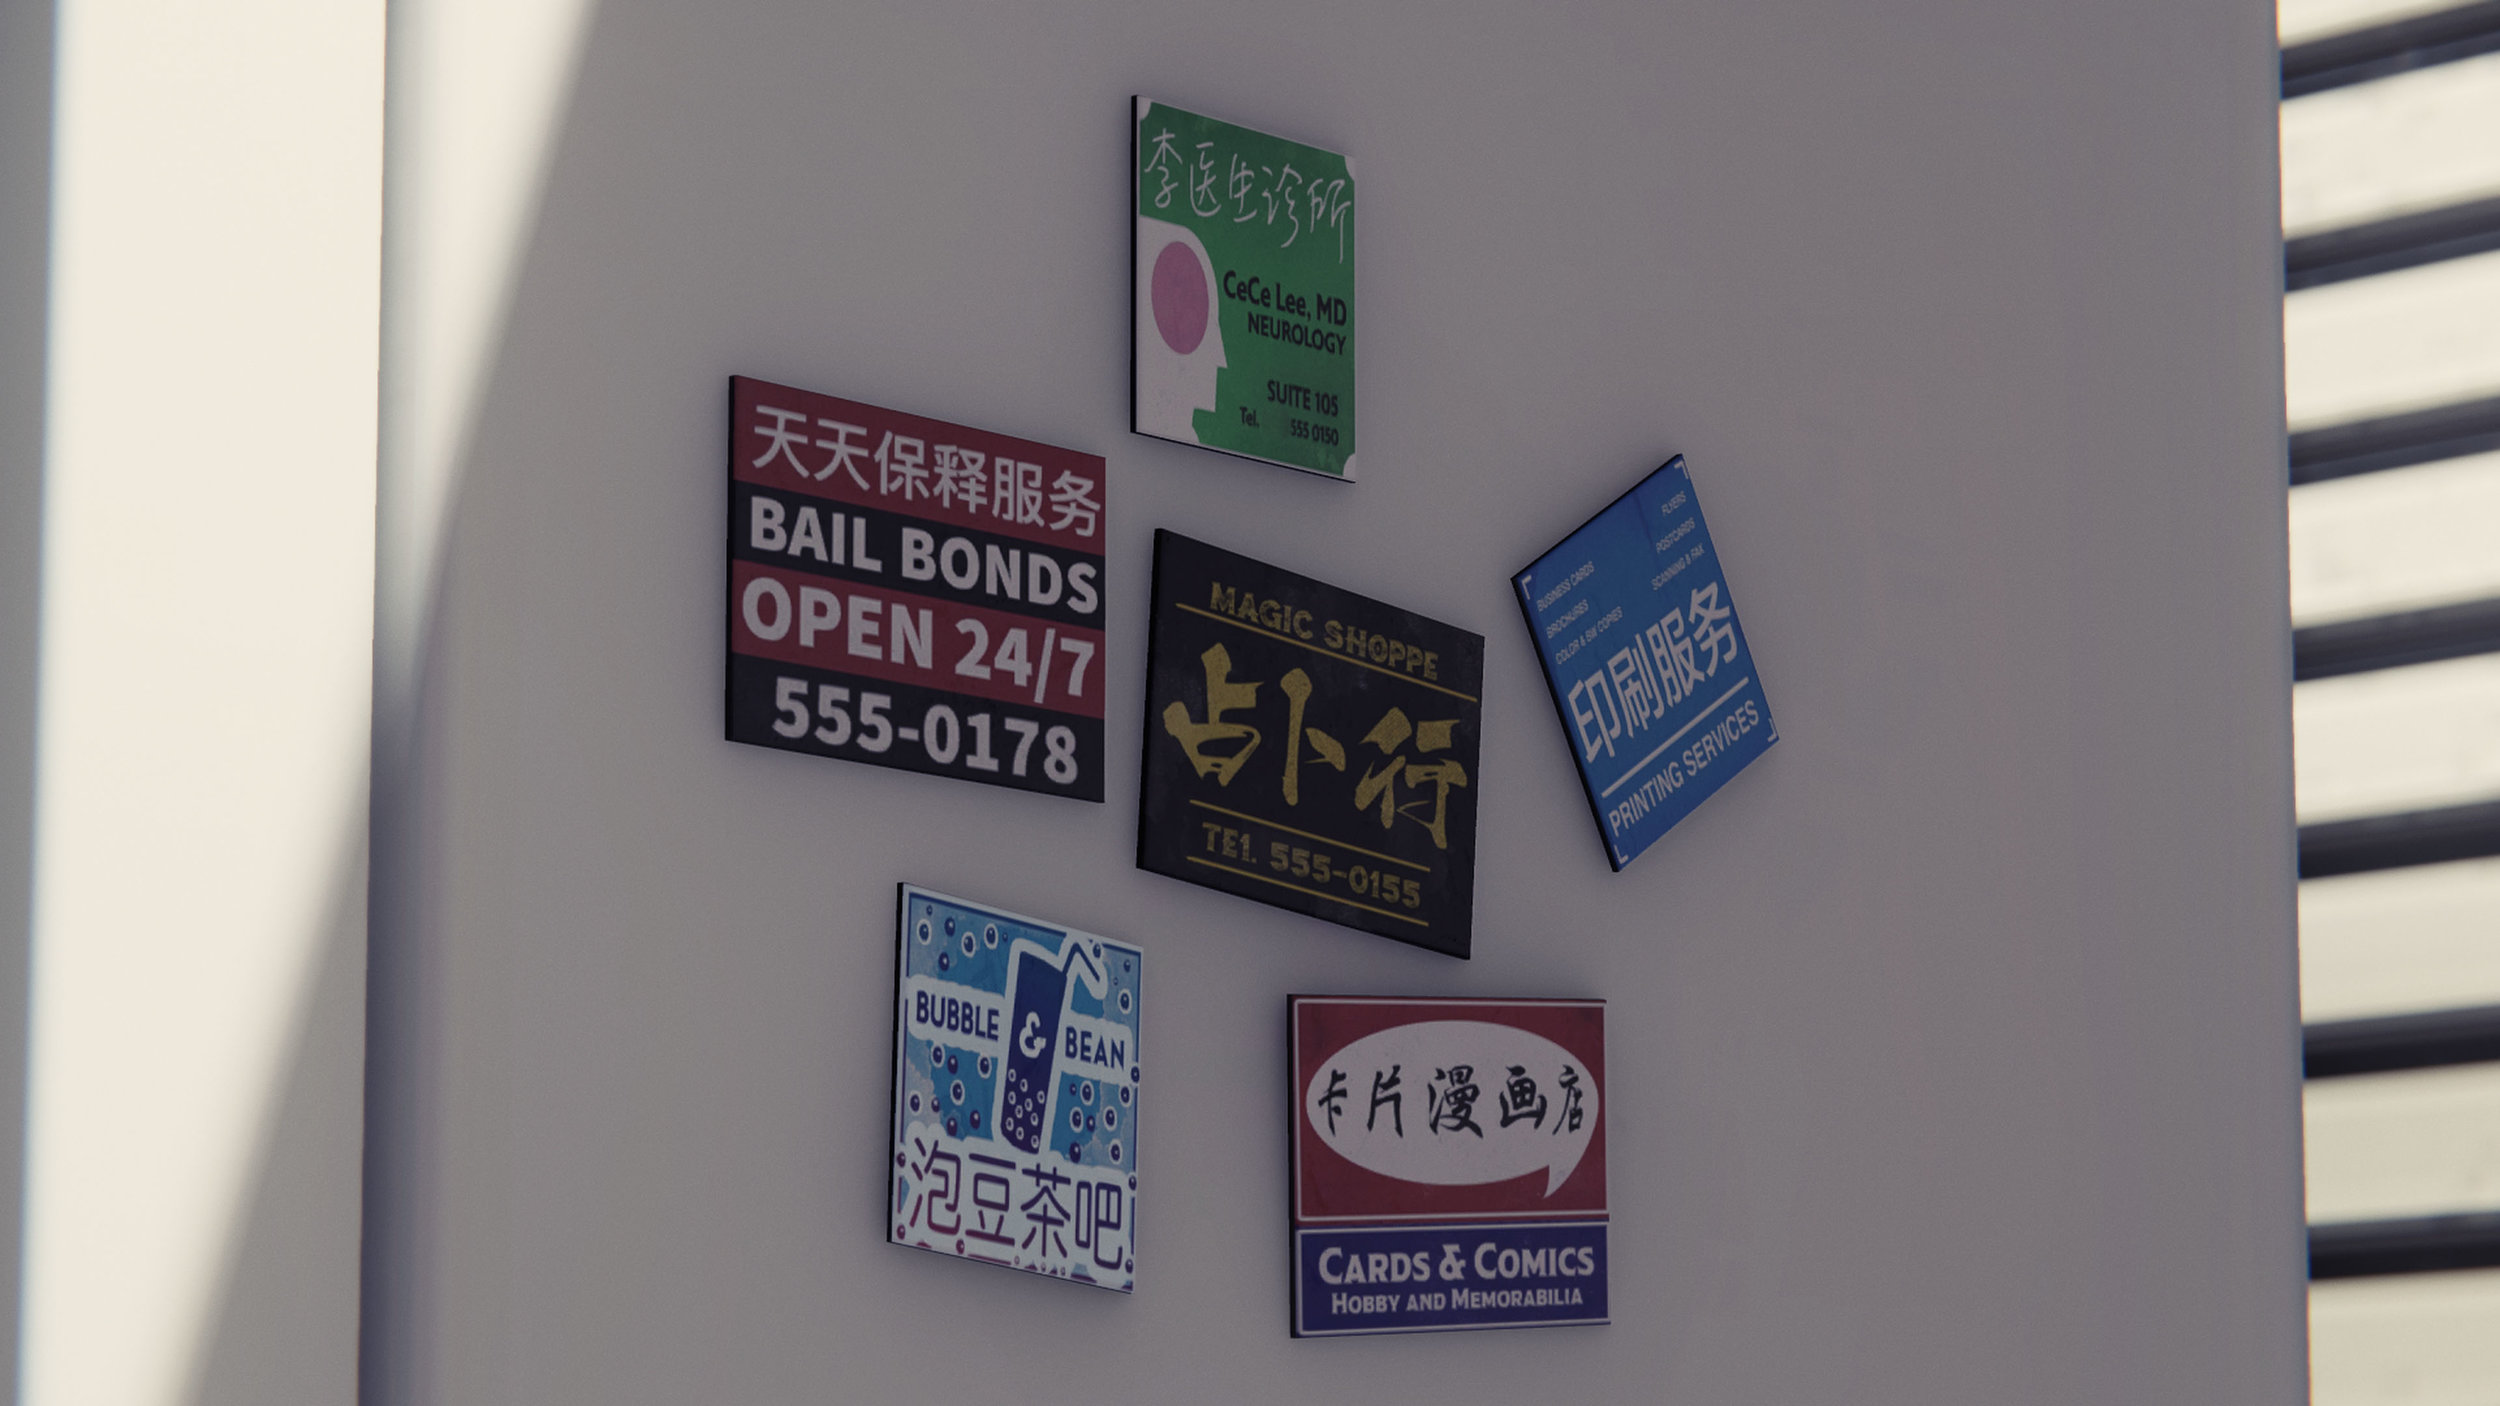 李医生诊所
CeCe Lee, MD
NEUROLOGY
SUITE 105
Tel. 555 0150
天天保释服务
BAIL BONDS
OPEN 24/7
555-0178
MAGIC SHOPPE
占卜行
TE1. 555-0155
FLYERS
POSTCARDS
SCANNING & FAX
BUSINESS CARDS
BROCHURES
COLOR & BW COPIES
印刷服务
PRINTING SERVICES
BUBBLE & BEAN
泡豆茶吧
卡片漫画店
CARDS & COMICS
HOBBY AND MEMORABILIA